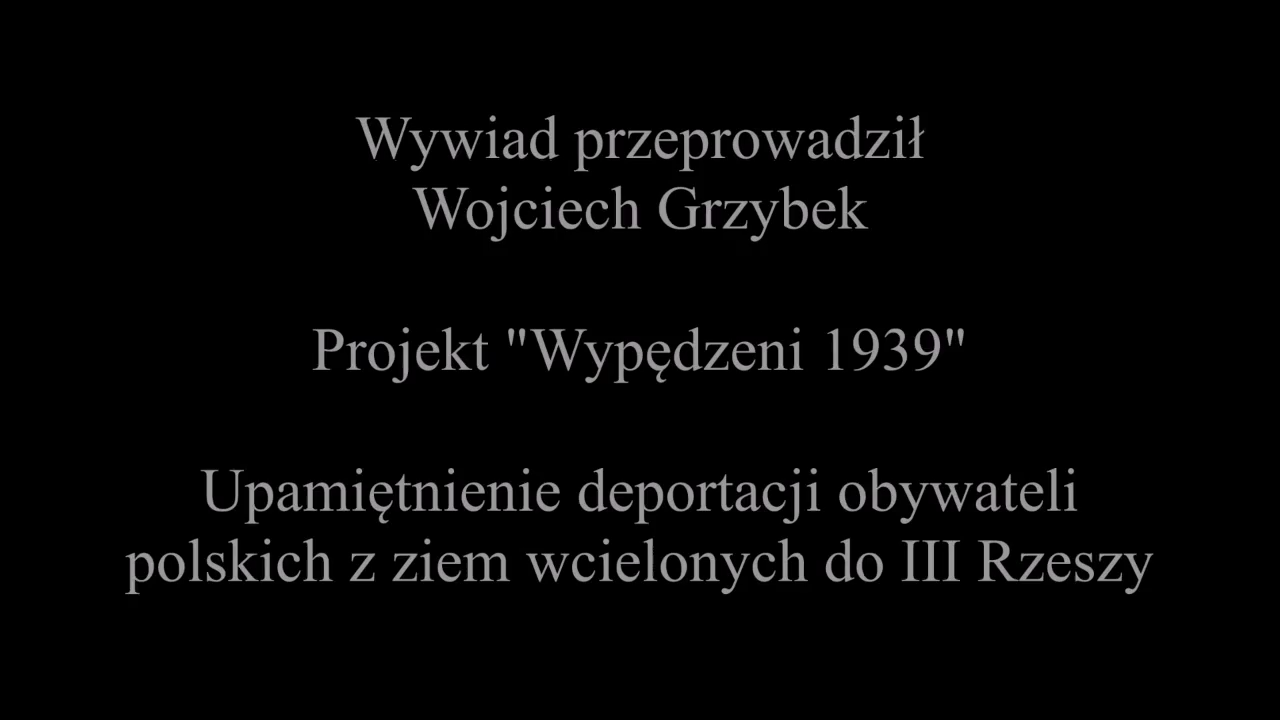 Wywiad przeprowadził
Wojciech Grzybek
Projekt "Wypędzeni 1939"
Upamiętnienie deportacji obywateli
polskich z ziem wcielonych do III Rzeszy